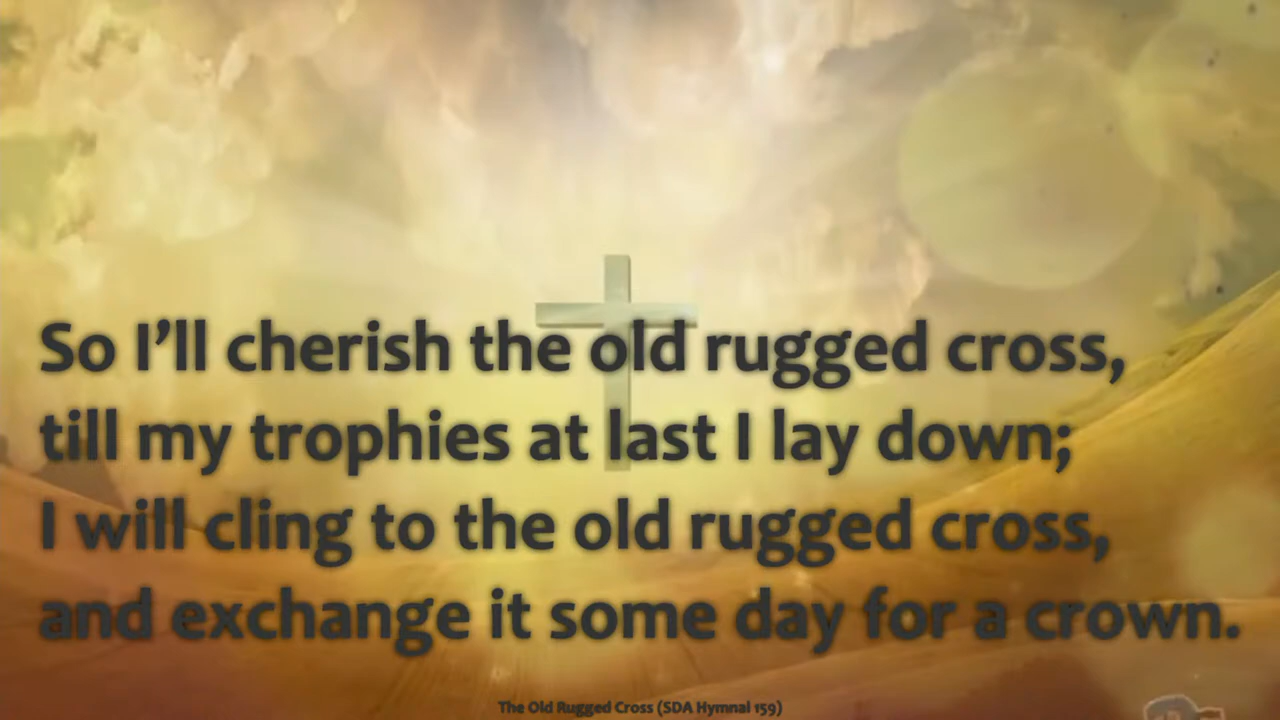 So I’ll cherish the old rugged cross,
till my trophies at last I lay down;
I will cling to the old rugged cross,
and exchange it some day for a crown.
The Old Rugged Cross (SDA Hymnal 159)